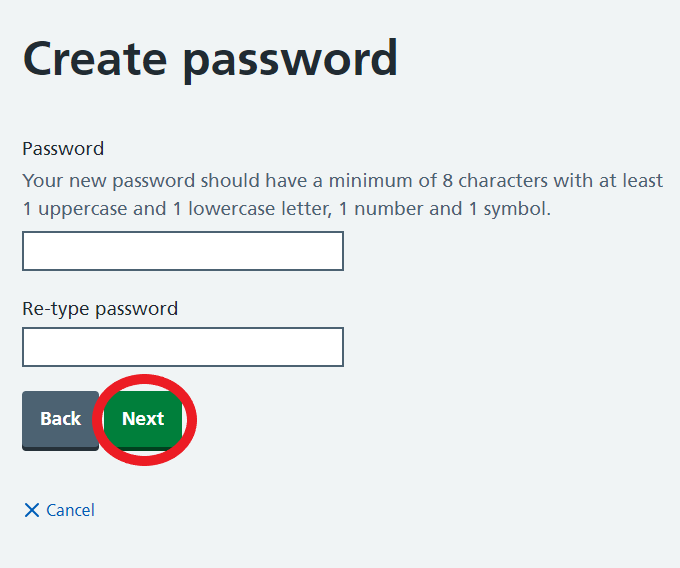 Create password
Password
Your new password should have a minimum of 8 characters with at least
1 uppercase and 1 lowercase letter, 1 number and 1 symbol.
Re-type password
Back Next
Cancel